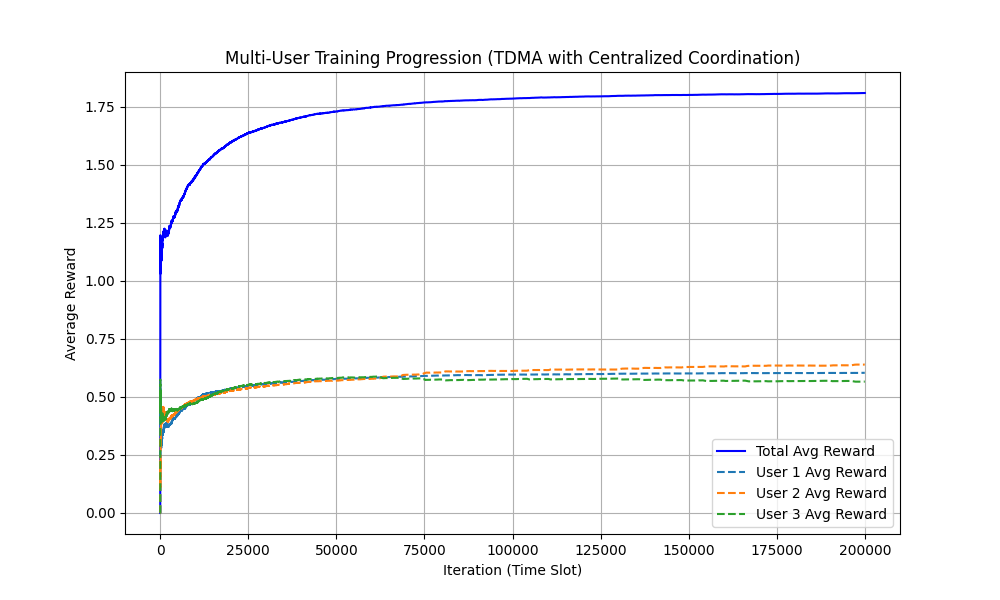 Multi-User Training Progression (TDMA with Centralized Coordination)
Average Reward
1.75
1.50
1.25
1.00
0.75
0.50
0.25
0.00
Total Avg Reward
User 1 Avg Reward
User 2 Avg Reward
User 3 Avg Reward
0 25000 50000 75000 100000 125000 150000 175000 200000
Iteration (Time Slot)